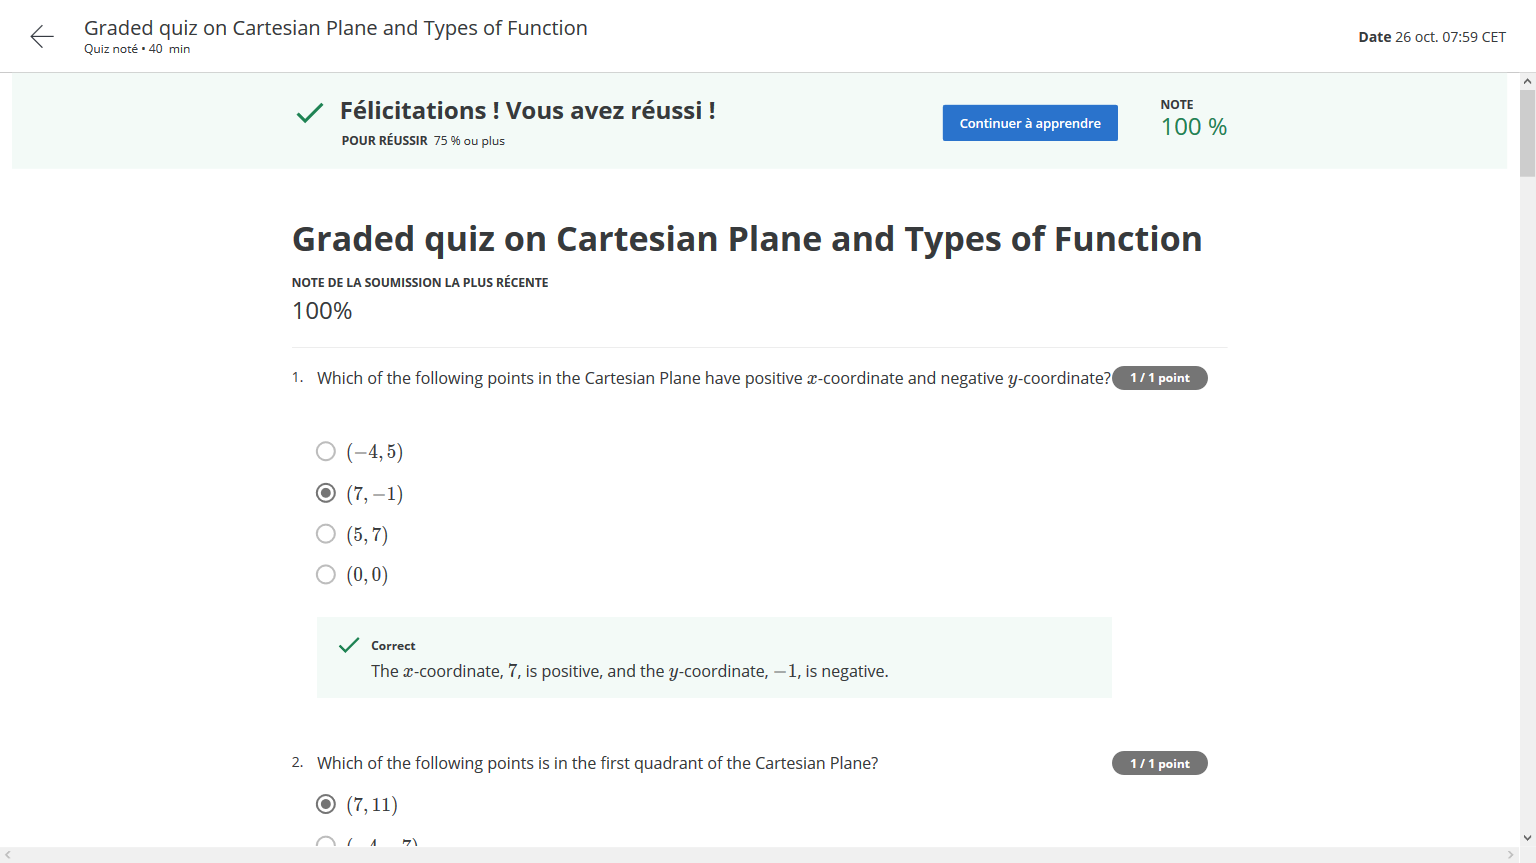 Graded quiz on Cartesian Plane and Types of Function
Quiz noté • 40 min
Date 26 oct. 07:59 CET
Félicitations ! Vous avez réussi !
POUR RÉUSSIR 75 % ou plus
Continuer à apprendre
NOTE
100 %
Graded quiz on Cartesian Plane and Types of Function
NOTE DE LA SOUMISSION LA PLUS RÉCENTE
100%
1. Which of the following points in the Cartesian Plane have positive x-coordinate and negative y-coordinate? 1 / 1 point
(−4, 5)
(7, −1)
(5, 7)
(0, 0)
Correct
The x-coordinate, 7, is positive, and the y-coordinate, −1, is negative.
2. Which of the following points is in the first quadrant of the Cartesian Plane? 1 / 1 point
(7, 11)